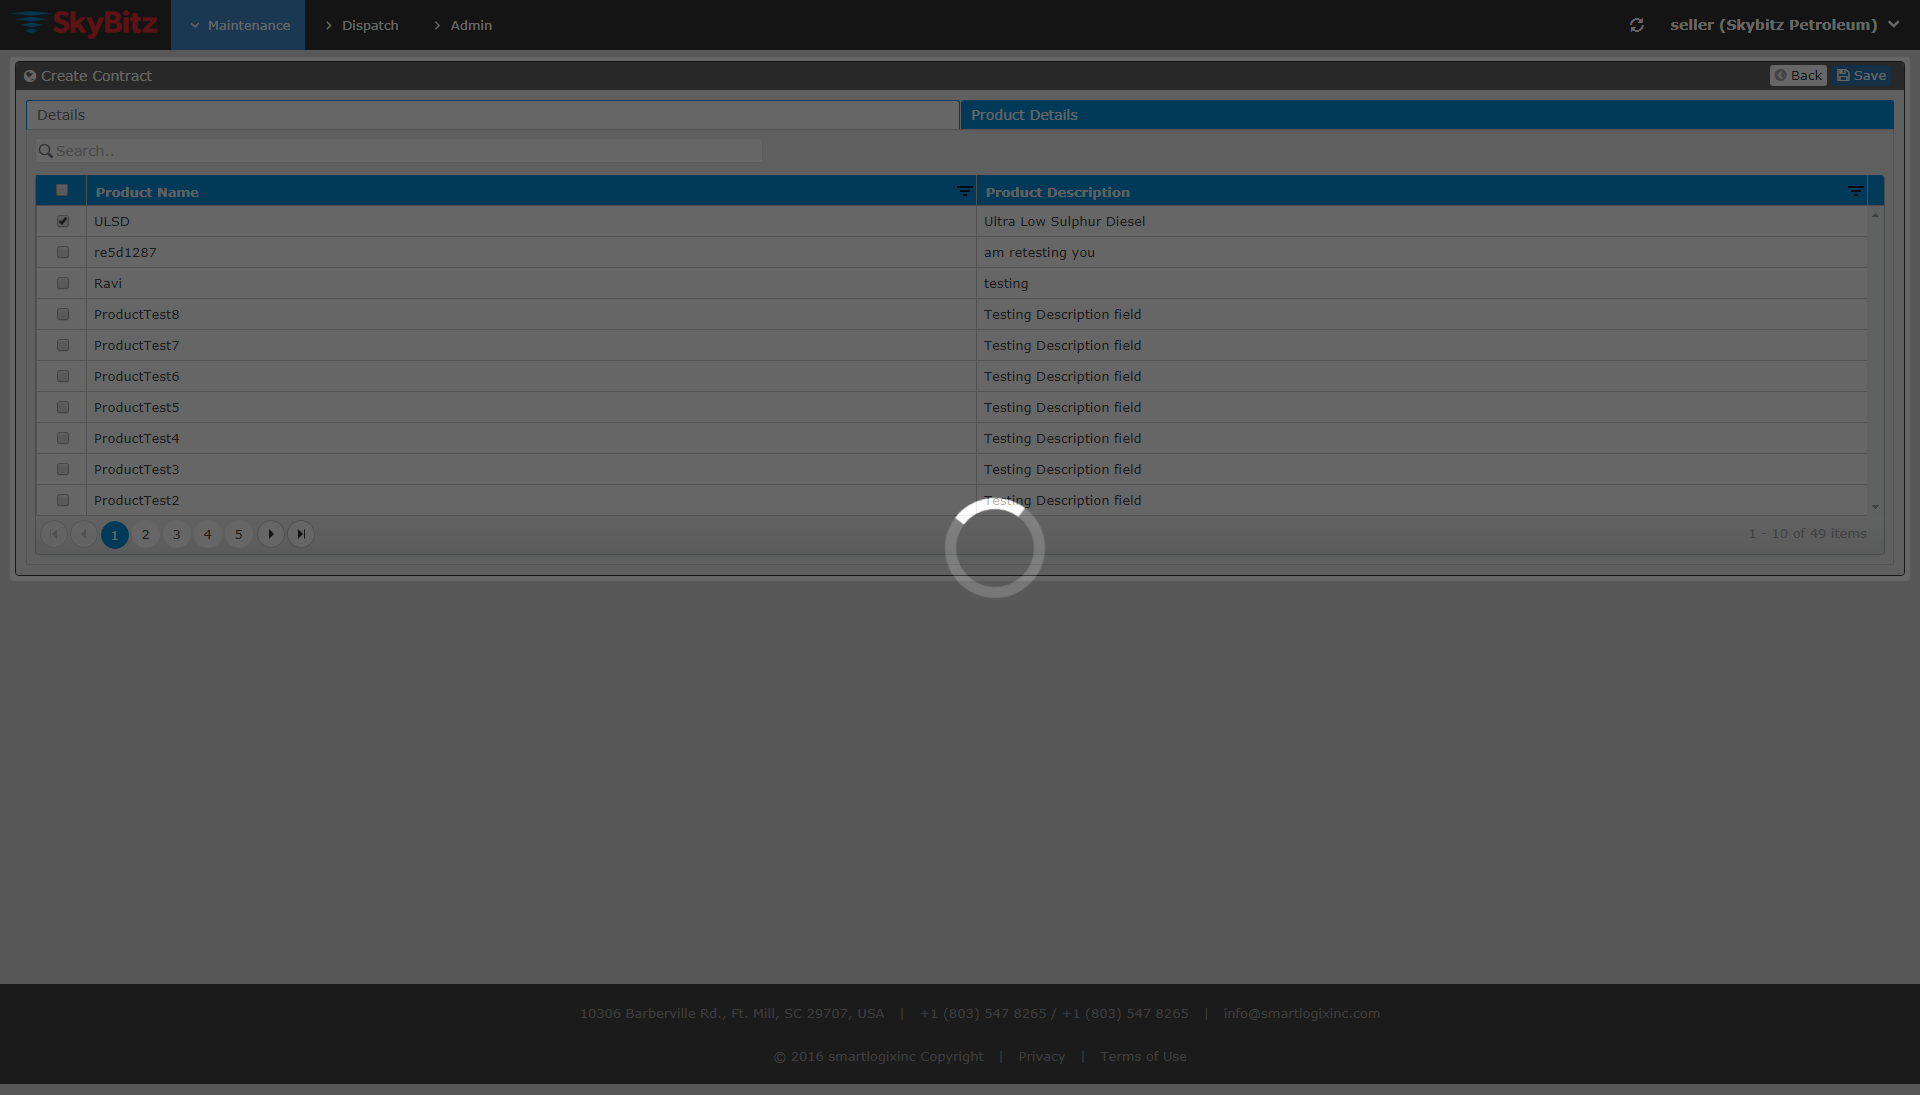 SkyBitz Maintenance Dispatch Admin seller (Skybitz Petroleum)
Create Contract Back Save
Details Product Details
Search..
Product Name Product Description
ULSD Ultra Low Sulphur Diesel
re5d1287 am retesting you
Ravi testing
ProductTest8 Testing Description field
ProductTest7 Testing Description field
ProductTest6 Testing Description field
ProductTest5 Testing Description field
ProductTest4 Testing Description field
ProductTest3 Testing Description field
ProductTest2 Testing Description field
1 2 3 4 5 1 - 10 of 49 items
10306 Barberville Rd., Ft. Mill, SC 29707, USA | +1 (803) 547 8265 / +1 (803) 547 8265 | info@smartlogixinc.com
© 2016 smartlogixinc Copyright | Privacy | Terms of Use